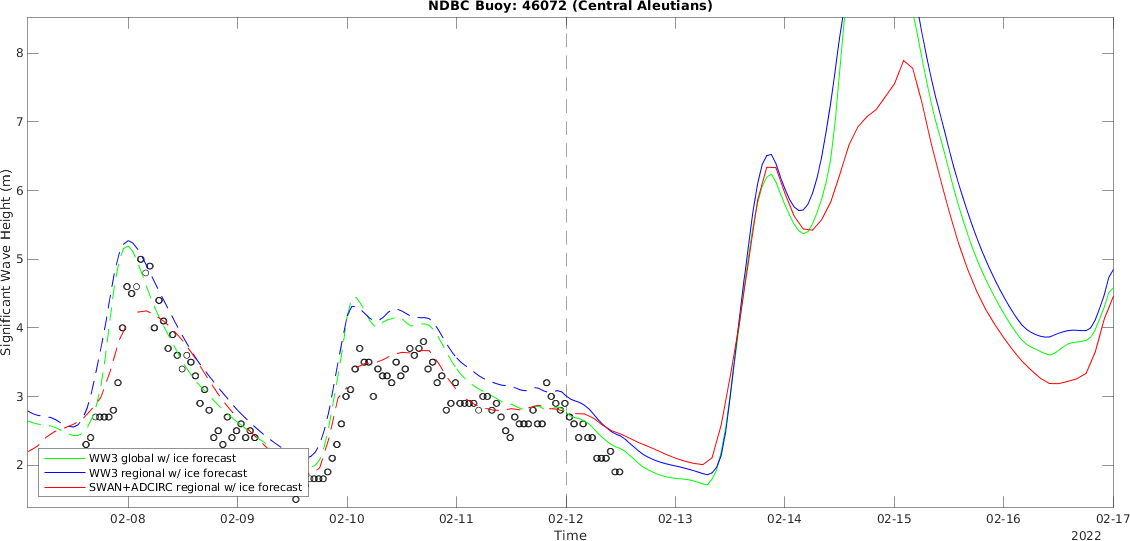 NDBC Buoy: 46072 (Central Aleutians)
Significant Wave Height (m)
8
7
6
5
4
3
2
WW3 global w/ ice forecast
WW3 regional w/ ice forecast
SWAN+ADCIRC regional w/ ice forecast
02-08 02-09 02-10 02-11 02-12 02-13 02-14 02-15 02-16 02-17
Time
2022